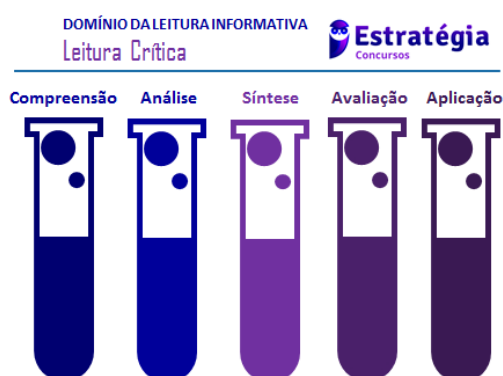 DOMÍNIO DA LEITURA INFORMATIVA
Leitura Crítica
Estratégia
Concursos
Compreensão Análise Síntese Avaliação Aplicação